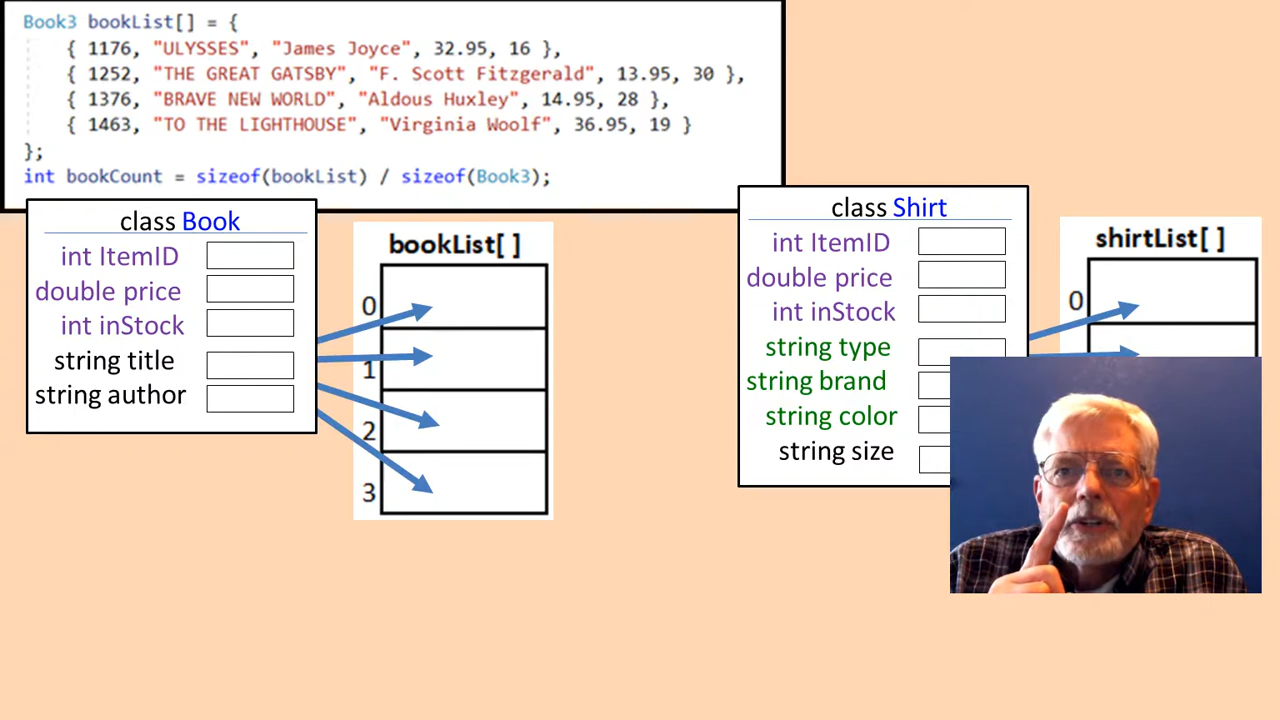 Book3 bookList[] = {
{ 1176, "ULYSSES", "James Joyce", 32.95, 16 },
{ 1252, "THE GREAT GATSBY", "F. Scott Fitzgerald", 13.95, 30 },
{ 1376, "BRAVE NEW WORLD", "Aldous Huxley", 14.95, 28 },
{ 1463, "TO THE LIGHTHOUSE", "Virginia Woolf", 36.95, 19 }
};
int bookCount = sizeof(bookList) / sizeof(Book3);
class Book
int ItemID
double price
int inStock
string title
string author
bookList[ ]
0
1
2
3
class Shirt
int ItemID
double price
int inStock
string type
string brand
string color
string size
shirtList[ ]
0